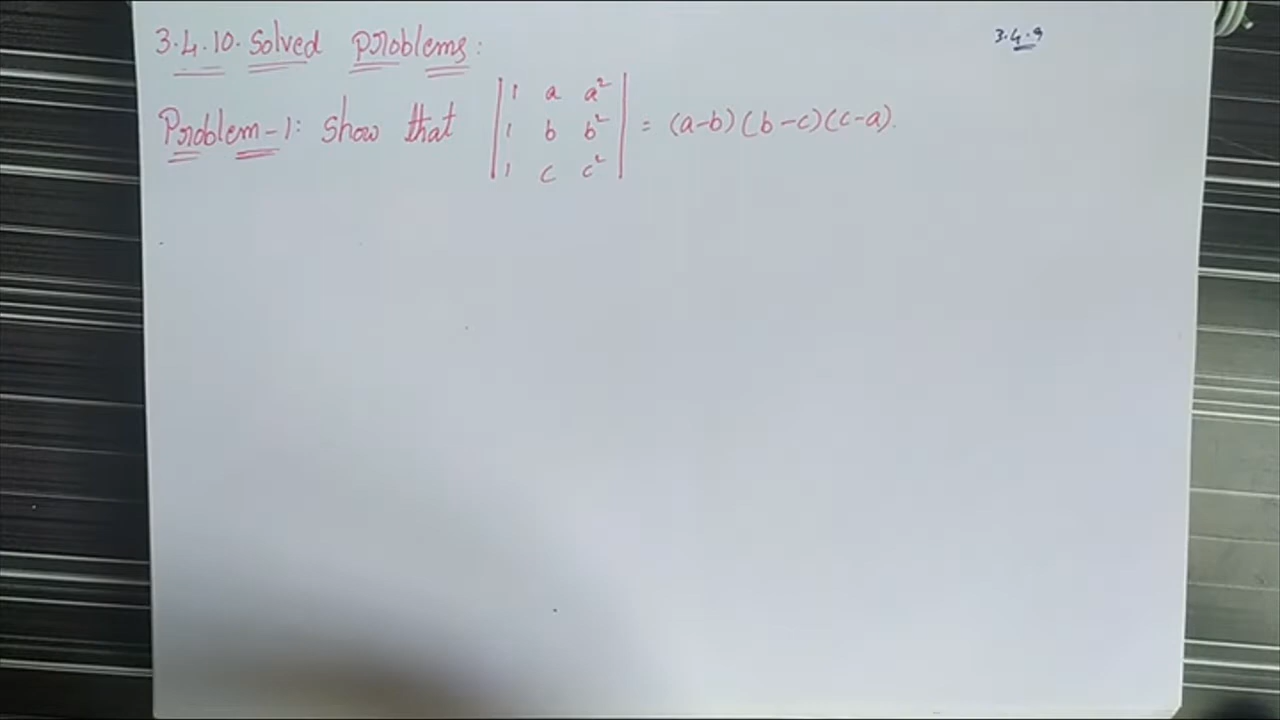 3.4.10. Solved Problems:
3.4.9
Problem-1: Show that | 1 a a² | = (a-b)(b-c)(c-a).
| 1 b b² |
| 1 c c² |